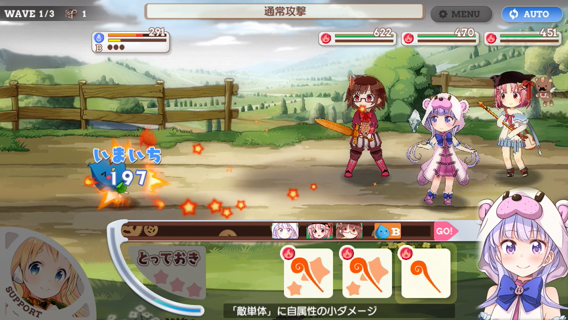 WAVE 1/3
1
通常攻撃
MENU
AUTO
291
B
622
470
451
いまいち
197
B
GO!
とっておき
SUPPORT
「敵単体」に自属性の小ダメージ